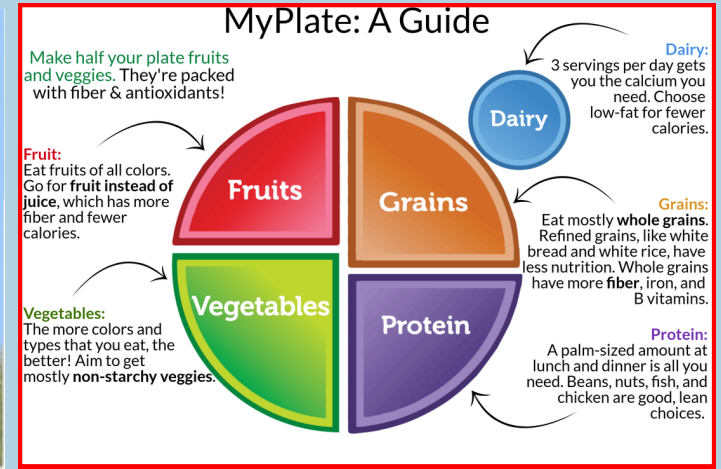 MyPlate: A Guide
Make half your plate fruits
and veggies. They're packed
with fiber & antioxidants!
Dairy:
3 servings per day gets
you the calcium you
need. Choose
low-fat for fewer
calories.
Dairy
Fruit:
Eat fruits of all colors.
Go for fruit instead of
juice, which has more
fiber and fewer
calories.
Fruits
Grains
Grains:
Eat mostly whole grains.
Refined grains, like white
bread and white rice, have
less nutrition. Whole grains
have more fiber, iron, and
B vitamins.
Vegetables:
The more colors and
types that you eat, the
better! Aim to get
mostly non-starchy veggies.
Vegetables
Protein
Protein:
A palm-sized amount at
lunch and dinner is all you
need. Beans, nuts, fish, and
chicken are good, lean
choices.